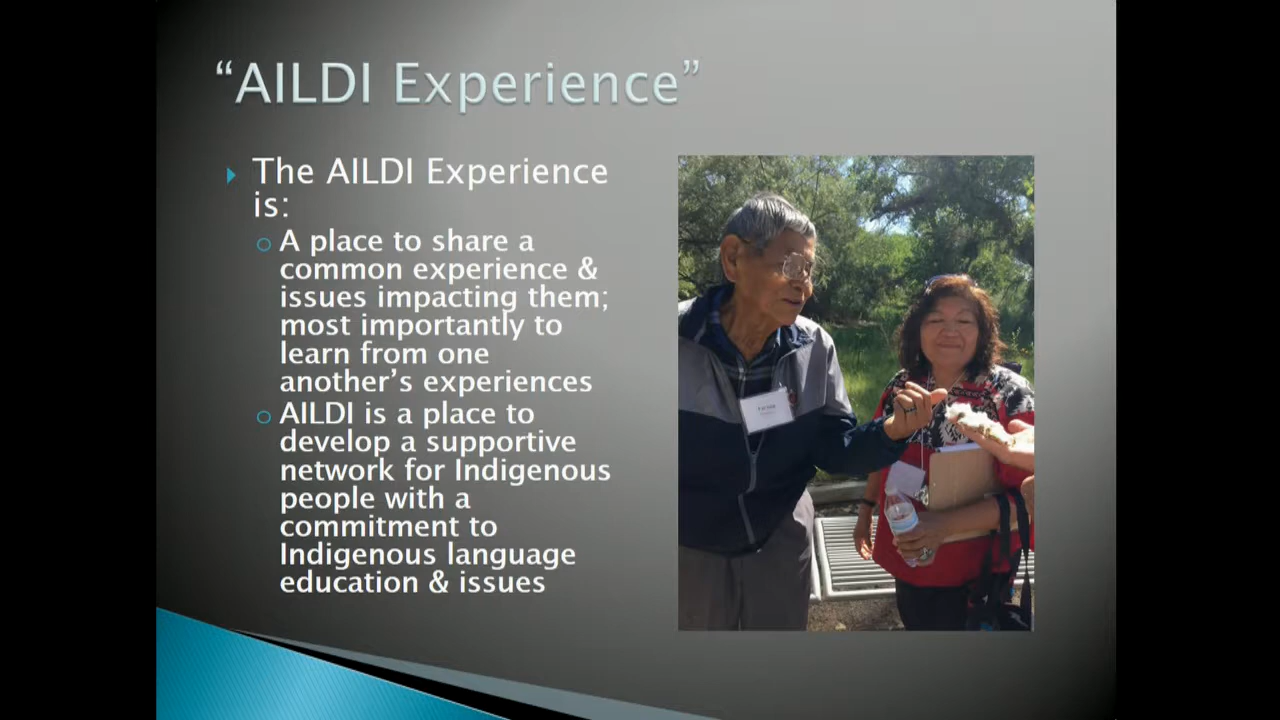 “AILDI Experience”
The AILDI Experience
is:
A place to share a
common experience &
issues impacting them;
most importantly to
learn from one
another’s experiences
AILDI is a place to
develop a supportive
network for Indigenous
people with a
commitment to
Indigenous language
education & issues